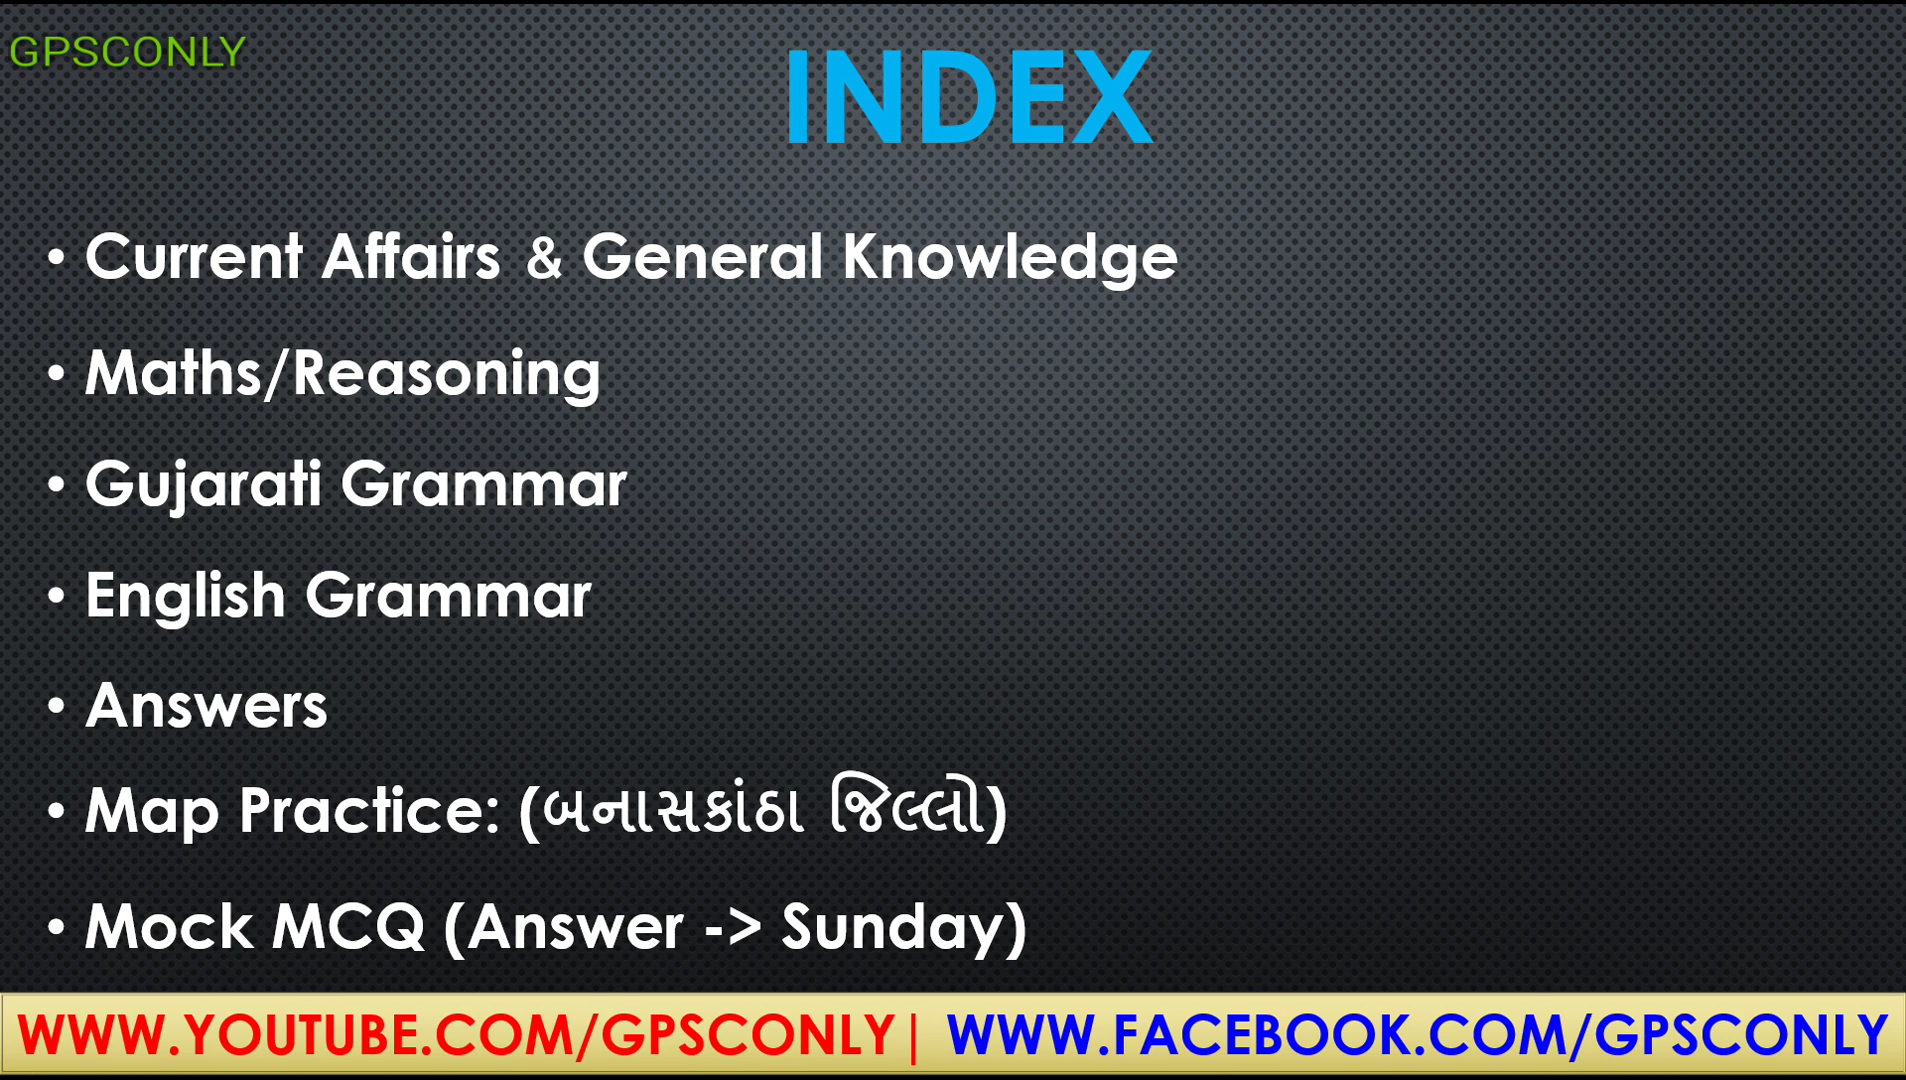 GPSCONLY
INDEX
• Current Affairs & General Knowledge
• Maths/Reasoning
• Gujarati Grammar
• English Grammar
• Answers
• Map Practice: (બનાસકાંઠા જિલ્લો)
• Mock MCQ (Answer -> Sunday)
WWW.YOUTUBE.COM/GPSCONLY| WWW.FACEBOOK.COM/GPSCONLY